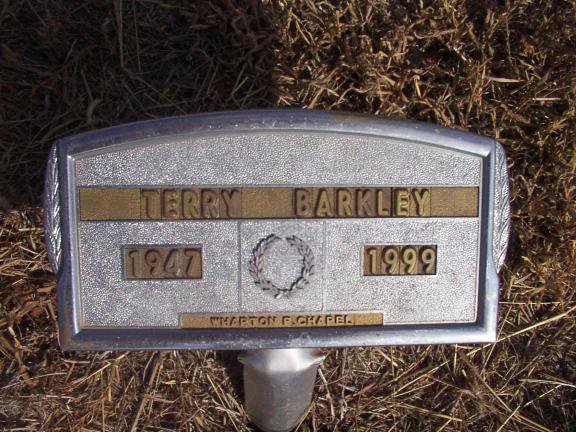 TERRY BARKLEY
1947 1999
WHARTON F. CHAPEL